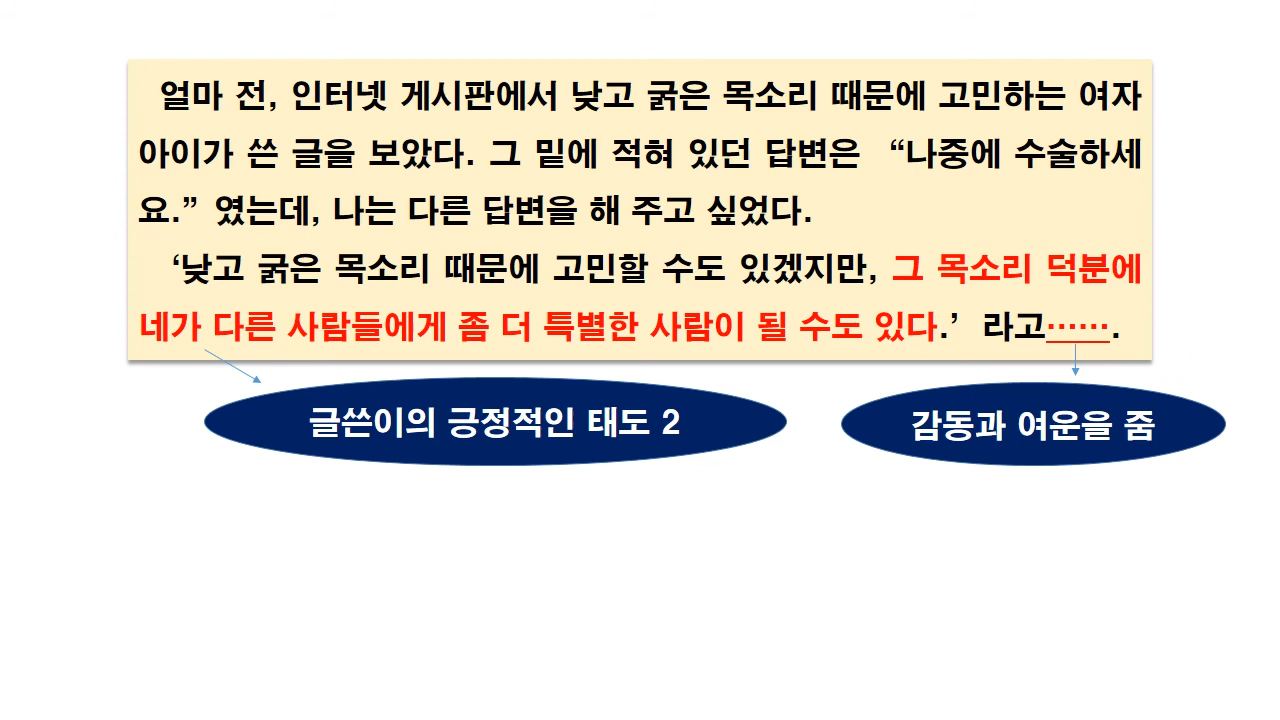 얼마 전, 인터넷 게시판에서 낮고 굵은 목소리 때문에 고민하는 여자
아이가 쓴 글을 보았다. 그 밑에 적혀 있던 답변은 “나중에 수술하세
요.” 였는데, 나는 다른 답변을 해 주고 싶었다.
‘낮고 굵은 목소리 때문에 고민할 수도 있겠지만, 그 목소리 덕분에
네가 다른 사람들에게 좀 더 특별한 사람이 될 수도 있다.’ 라고…….
글쓴이의 긍정적인 태도 2
감동과 여운을 줌